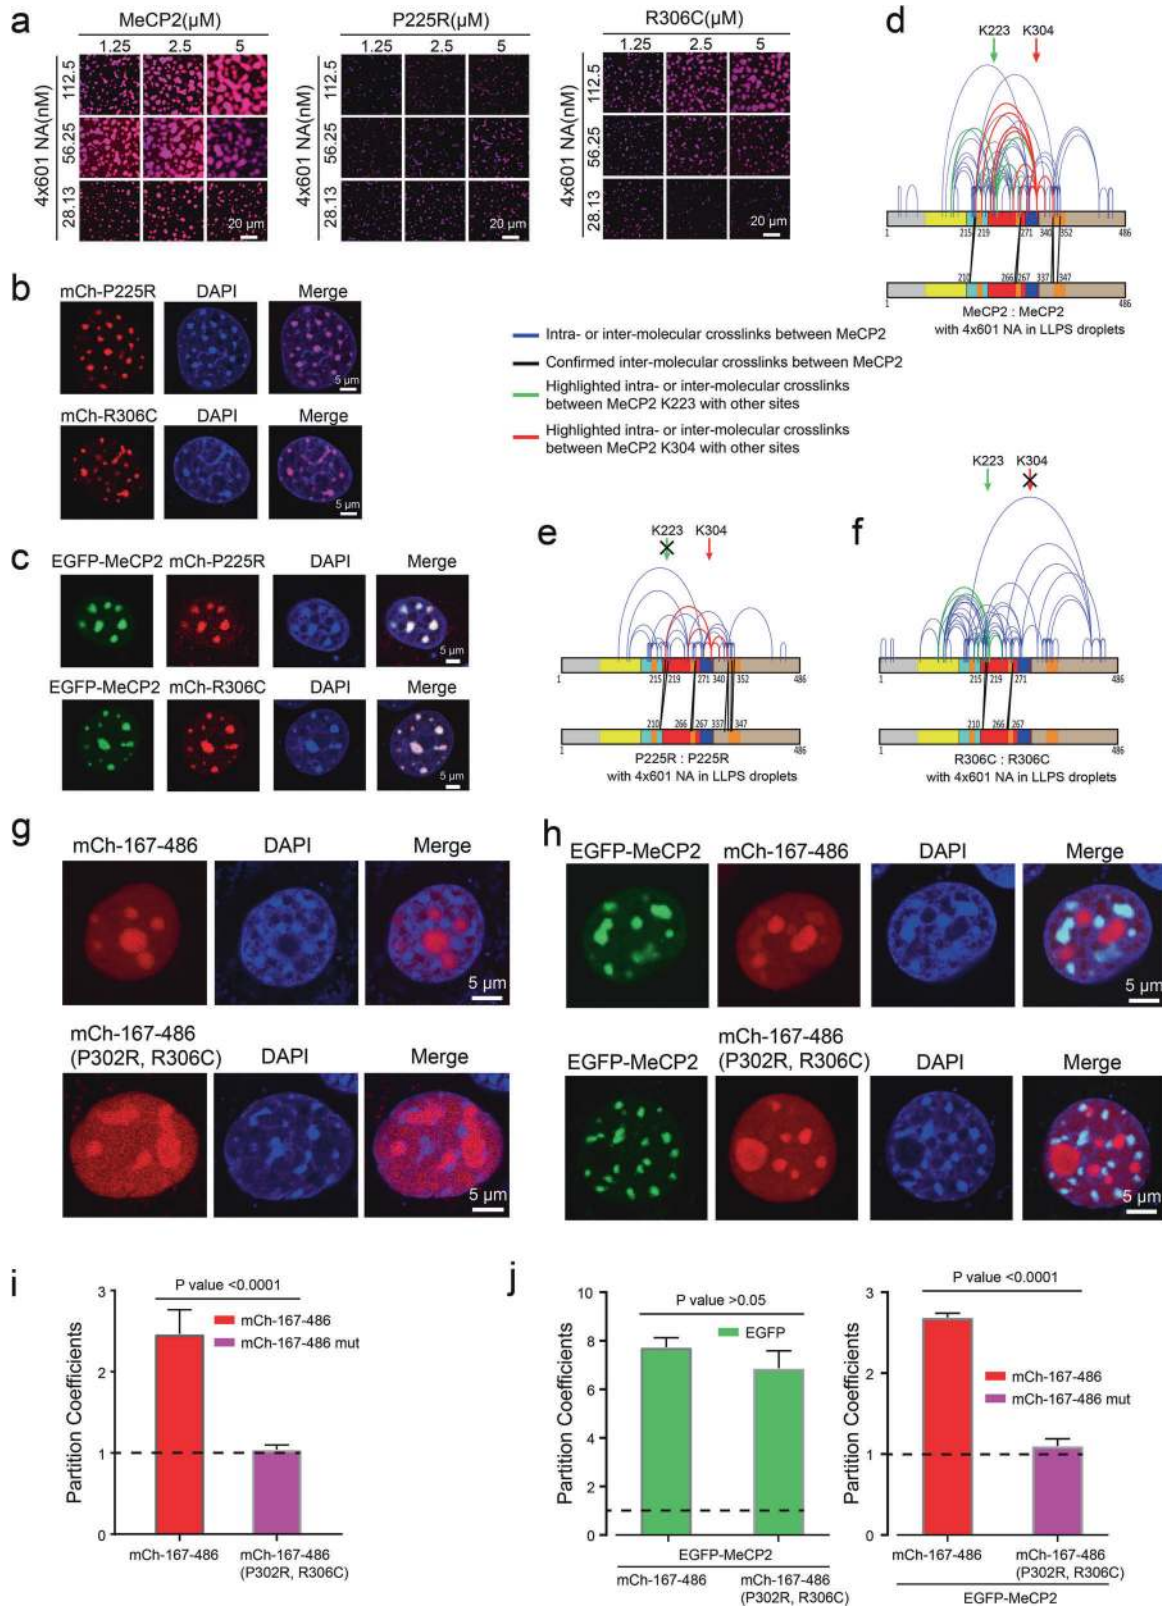 a
MeCP2(μM)
1.25 2.5 5
4x601 NA(nM)
112.5
56.25
28.13
20 μm
P225R(μM)
1.25 2.5 5
4x601 NA(nM)
112.5
56.25
28.13
20 μm
R306C(μM)
1.25 2.5 5
4x601 NA(nM)
112.5
56.25
28.13
20 μm
d
K223 K304
1 215 219 271 340 352 486
210 266 267 337 347
1 486
MeCP2 : MeCP2
with 4x601 NA in LLPS droplets
b
mCh-P225R DAPI Merge
5 μm
mCh-R306C DAPI Merge
5 μm
Intra- or inter-molecular crosslinks between MeCP2
Confirmed inter-molecular crosslinks between MeCP2
Highlighted intra- or inter-molecular crosslinks
between MeCP2 K223 with other sites
Highlighted intra- or inter-molecular crosslinks
between MeCP2 K304 with other sites
c
EGFP-MeCP2 mCh-P225R DAPI Merge
5 μm
EGFP-MeCP2 mCh-R306C DAPI Merge
5 μm
e
K223 K304
1 215 219 271 340 352 486
210 266 267 337 347
1 486
P225R : P225R
with 4x601 NA in LLPS droplets
f
K223 K304
1 215 219 271 486
210 266 267
1 486
R306C : R306C
with 4x601 NA in LLPS droplets
g
mCh-167-486 DAPI Merge
5 μm
mCh-167-486
(P302R, R306C) DAPI Merge
5 μm
h
EGFP-MeCP2 mCh-167-486 DAPI Merge
5 μm
EGFP-MeCP2 mCh-167-486
(P302R, R306C) DAPI Merge
5 μm
i
P value <0.0001
mCh-167-486
mCh-167-486 mut
Partition Coefficients
3
2
1
0
mCh-167-486 mCh-167-486
(P302R, R306C)
j
P value >0.05
EGFP
Partition Coefficients
10
8
6
4
2
0
EGFP-MeCP2
mCh-167-486 mCh-167-486
(P302R, R306C)
P value <0.0001
mCh-167-486
mCh-167-486 mut
Partition Coefficients
3
2
1
0
mCh-167-486 mCh-167-486
(P302R, R306C)
EGFP-MeCP2